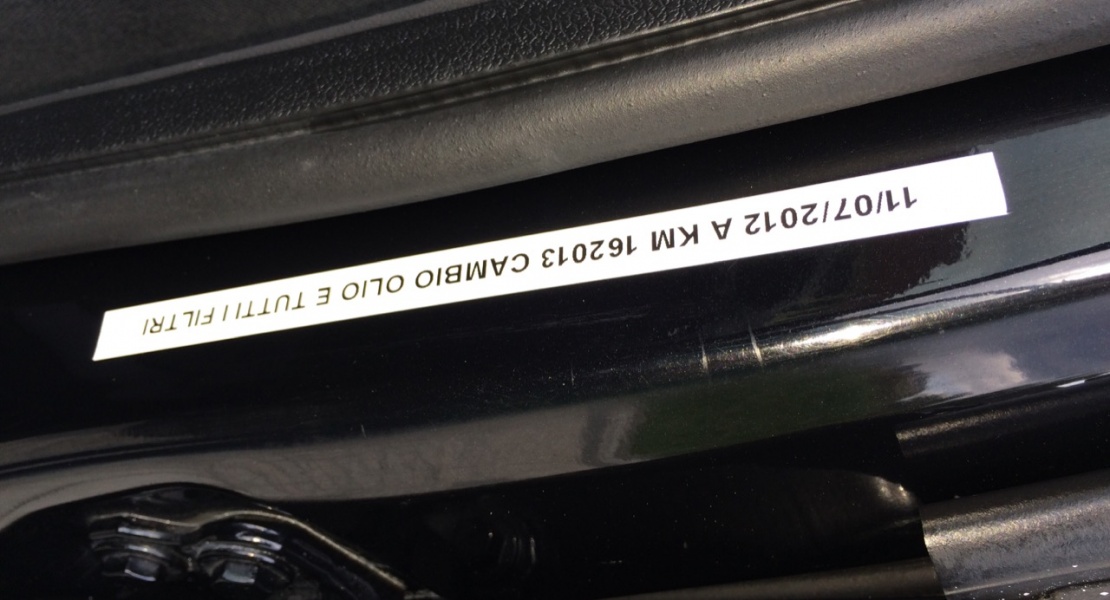 11/07/2012 A KM 162013 CAMBIO OLIO E TUTTI I FILTRI